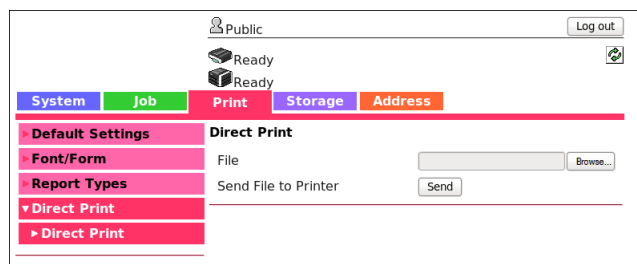 Public Log out
Ready
Ready
System Job Print Storage Address
Default Settings
Font/Form
Report Types
Direct Print
Direct Print
Direct Print
File Browse...
Send File to Printer Send